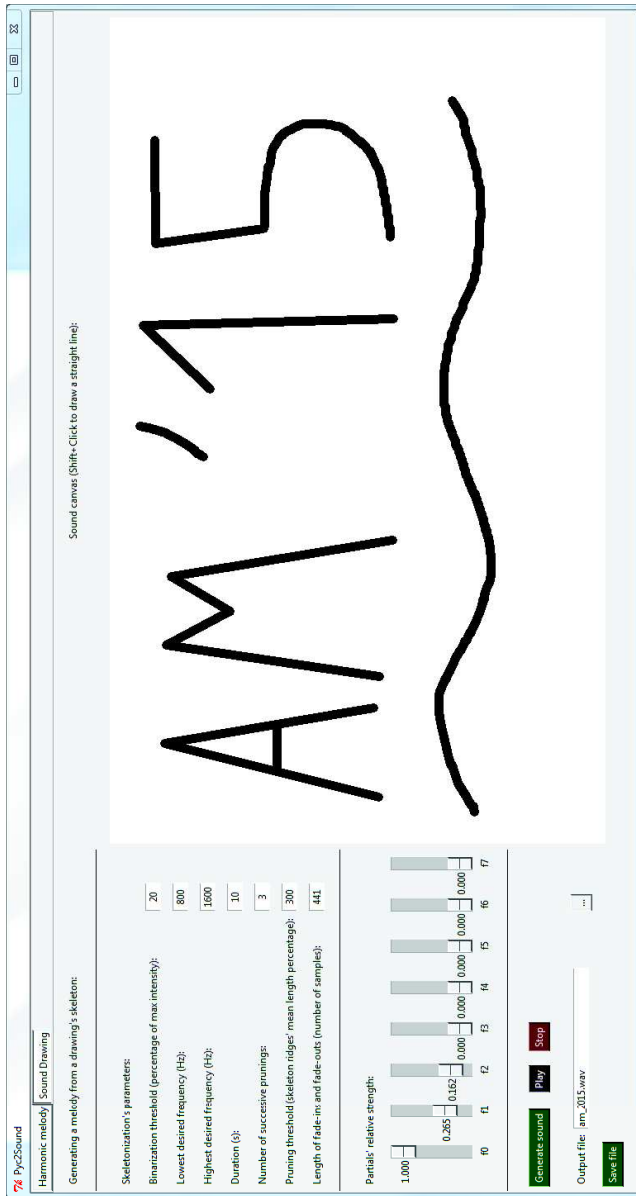 Pyc2Sound
Harmonic melody Sound Drawing
Generating a melody from a drawing's skeleton:
Sound canvas (Shift+Click to draw a straight line):
Skeletonization's parameters:
Binarization threshold (percentage of max intensity): 20
Lowest desired frequency (Hz): 800
Highest desired frequency (Hz): 1600
Duration (s): 10
Number of successive prunings: 3
Pruning threshold (skeleton ridges' mean length percentage): 300
Length of fade-ins and fade-outs (number of samples): 441
Partials' relative strength:
1.000 0.265 0.162 0.000 0.000 0.000 0.000 0.000
f0 f1 f2 f3 f4 f5 f6 f7
Generate sound Play Stop
Output file: am_2015.wav ...
Save file
AM '15